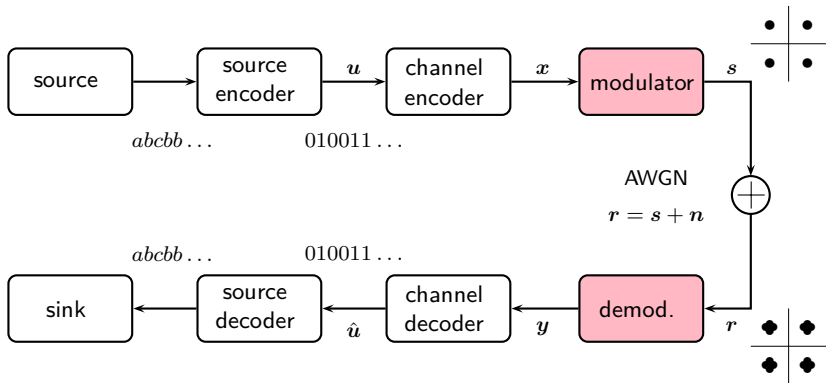 source
source
encoder
u
channel
encoder
x
modulator
s
abcbb . . .
010011 . . .
AWGN
r = s + n
abcbb . . .
010011 . . .
sink
source
decoder
û
channel
decoder
y
demod.
r